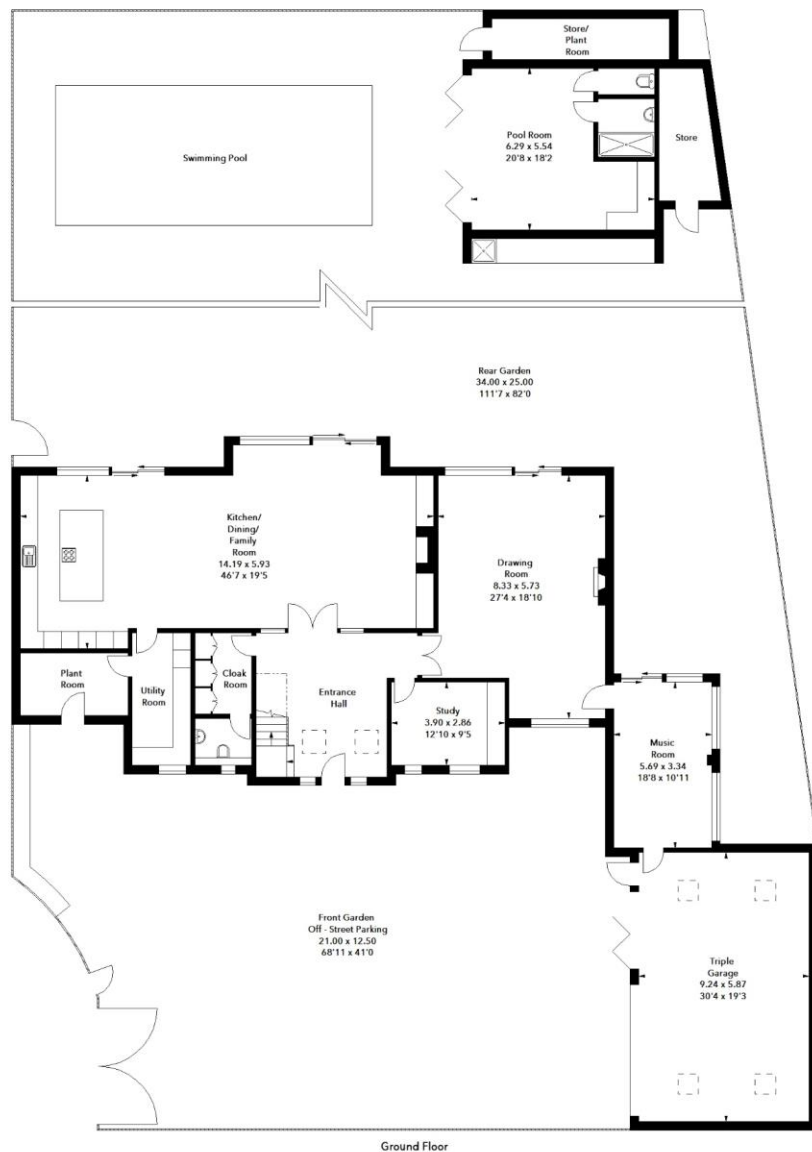 Store/
Plant
Room
Swimming Pool
Pool Room
6.29 x 5.54
20'8 x 18'2
Store
Rear Garden
34.00 x 25.00
111'7 x 82'0
Kitchen/
Dining/
Family
Room
14.19 x 5.93
46'7 x 19'5
Drawing
Room
8.33 x 5.73
27'4 x 18'10
Plant
Room
Utility
Room
Cloak
Room
Entrance
Hall
Study
3.90 x 2.86
12'10 x 9'5
Music
Room
5.69 x 3.34
18'8 x 10'11
Front Garden
Off - Street Parking
21.00 x 12.50
68'11 x 41'0
Triple
Garage
9.24 x 5.87
30'4 x 19'3
Ground Floor